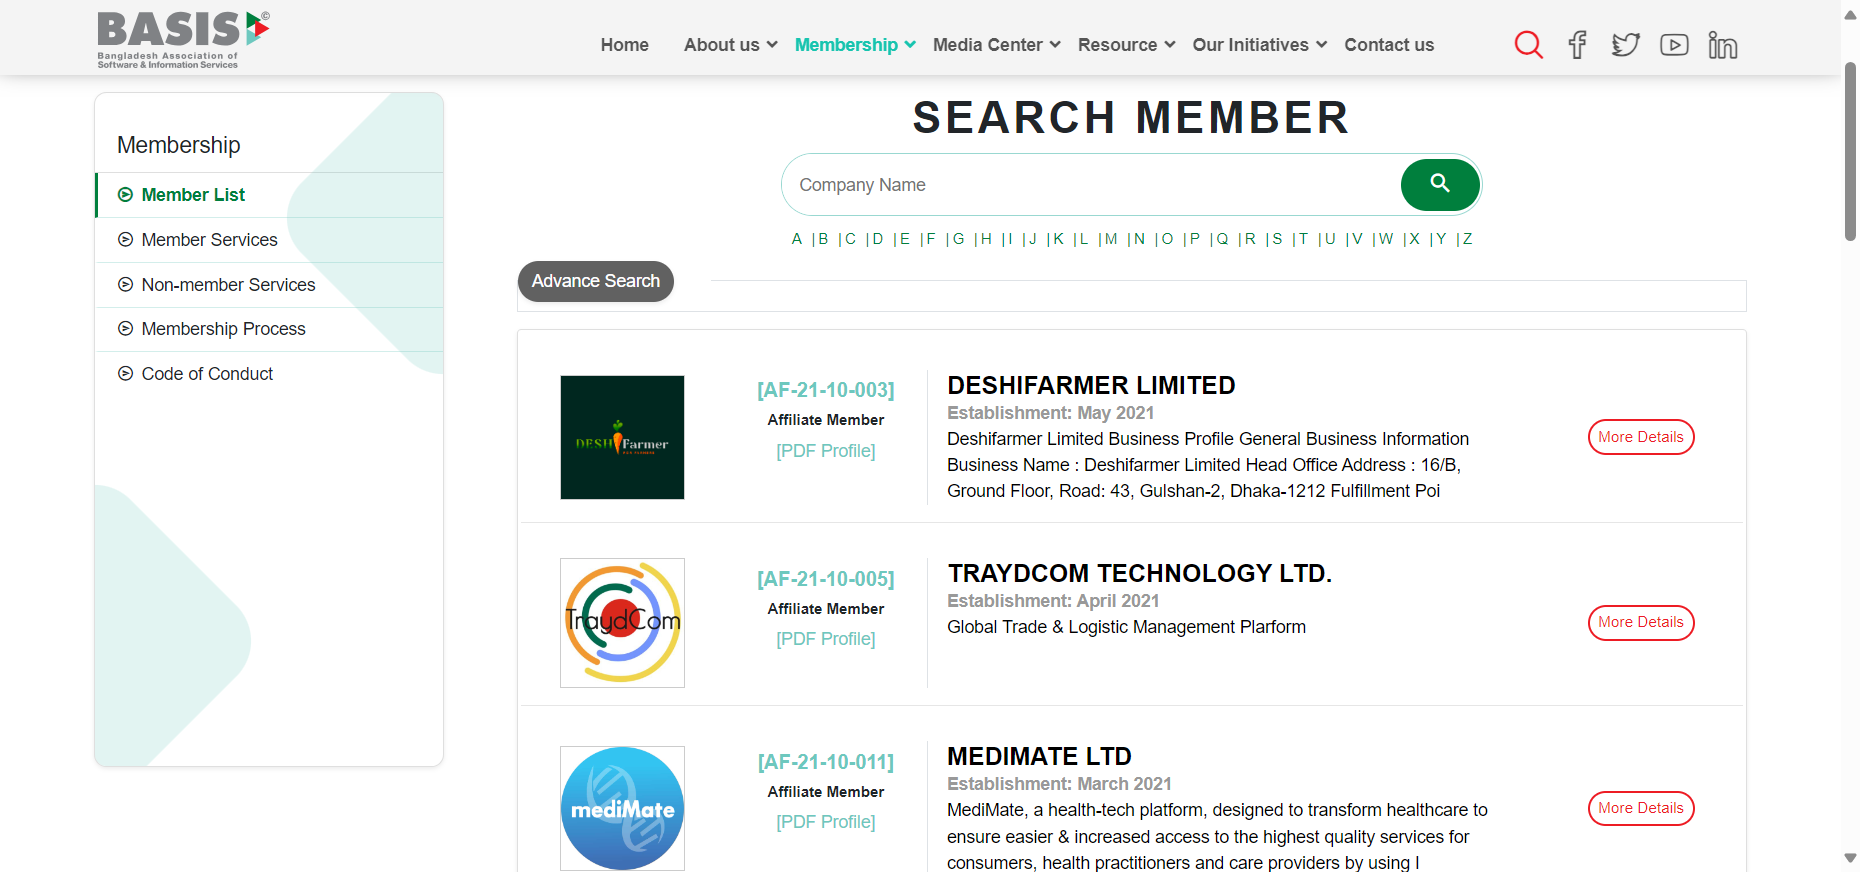 BASIS ©
Bangladesh Association of
Software & Information Services
Home About us Membership Media Center Resource Our Initiatives Contact us
Membership
Member List
Member Services
Non-member Services
Membership Process
Code of Conduct
SEARCH MEMBER
Company Name
A |B |C |D |E |F |G |H |I |J |K |L |M |N |O |P |Q |R |S |T |U |V |W |X |Y |Z
Advance Search
DESHI Farmer
[AF-21-10-003]
Affiliate Member
[PDF Profile]
DESHIFARMER LIMITED
Establishment: May 2021
Deshifarmer Limited Business Profile General Business Information
Business Name : Deshifarmer Limited Head Office Address : 16/B,
Ground Floor, Road: 43, Gulshan-2, Dhaka-1212 Fulfillment Poi
More Details
TraydCom
[AF-21-10-005]
Affiliate Member
[PDF Profile]
TRAYDCOM TECHNOLOGY LTD.
Establishment: April 2021
Global Trade & Logistic Management Plarform
More Details
mediMate
[AF-21-10-011]
Affiliate Member
[PDF Profile]
MEDIMATE LTD
Establishment: March 2021
MediMate, a health-tech platform, designed to transform healthcare to
ensure easier & increased access to the highest quality services for
consumers, health practitioners and care providers by using I
More Details